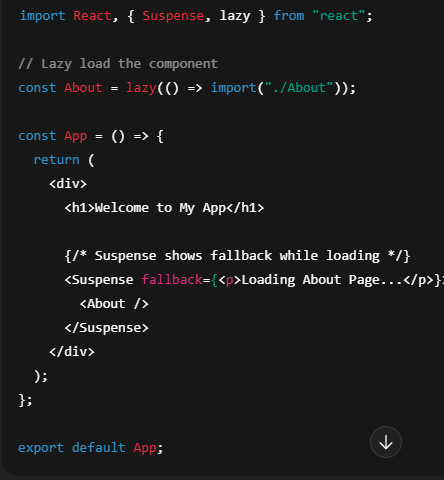 import React, { Suspense, lazy } from "react";
// Lazy load the component
const About = lazy(() => import("./About"));
const App = () => {
return (
<div>
<h1>Welcome to My App</h1>
{/* Suspense shows fallback while loading */}
<Suspense fallback={<p>Loading About Page...</p>}>
<About />
</Suspense>
</div>
);
};
export default App;